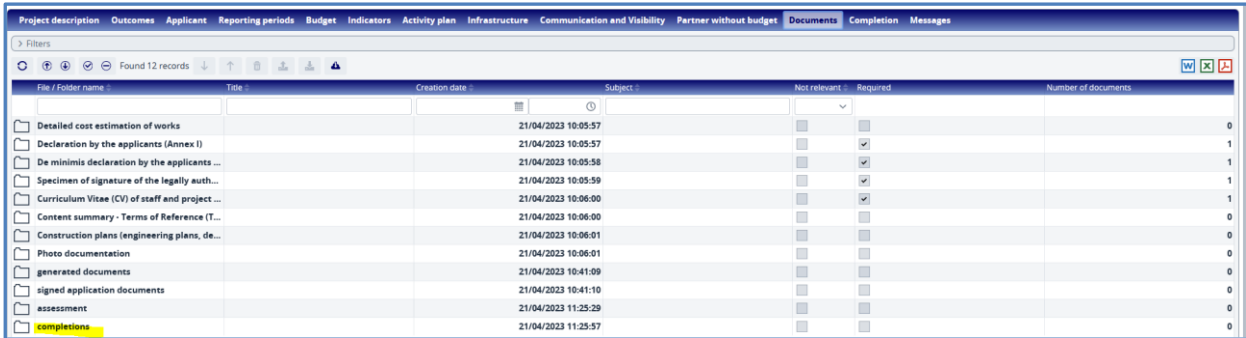 Project description Outcomes Applicant Reporting periods Budget Indicators Activity plan Infrastructure Communication and Visibility Partner without budget Documents Completion Messages
> Filters
Found 12 records
File / Folder name Title Creation date Subject Not relevant Required Number of documents
Detailed cost estimation of works 21/04/2023 10:05:57 0
Declaration by the applicants (Annex I) 21/04/2023 10:05:57 1
De minimis declaration by the applicants ... 21/04/2023 10:05:58 1
Specimen of signature of the legally auth... 21/04/2023 10:05:59 1
Curriculum Vitae (CV) of staff and project ... 21/04/2023 10:06:00 1
Content summary - Terms of Reference (T... 21/04/2023 10:06:00 0
Construction plans (engineering plans, de... 21/04/2023 10:06:01 0
Photo documentation 21/04/2023 10:06:01 0
generated documents 21/04/2023 10:41:09 0
signed application documents 21/04/2023 10:41:10 0
assessment 21/04/2023 11:25:29 0
completions 21/04/2023 11:25:57 0